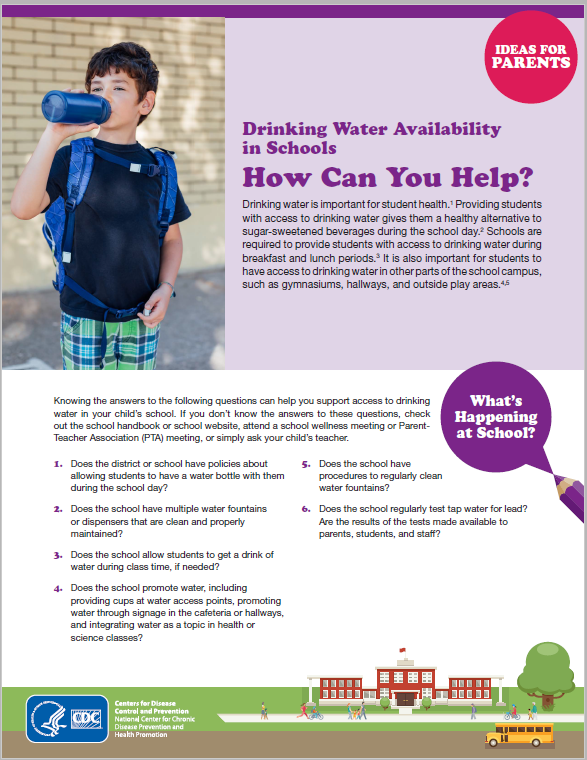 IDEAS FOR
PARENTS
Drinking Water Availability
in Schools
How Can You Help?
Drinking water is important for student health.¹ Providing students
with access to drinking water gives them a healthy alternative to
sugar-sweetened beverages during the school day.² Schools are
required to provide students with access to drinking water during
breakfast and lunch periods.³ It is also important for students to
have access to drinking water in other parts of the school campus,
such as gymnasiums, hallways, and outside play areas.⁴,⁵
What's
Happening
at School?
Knowing the answers to the following questions can help you support access to drinking
water in your child's school. If you don't know the answers to these questions, check
out the school handbook or school website, attend a school wellness meeting or Parent-
Teacher Association (PTA) meeting, or simply ask your child's teacher.
1. Does the district or school have policies about
allowing students to have a water bottle with them
during the school day?
2. Does the school have multiple water fountains
or dispensers that are clean and properly
maintained?
3. Does the school allow students to get a drink of
water during class time, if needed?
4. Does the school promote water, including
providing cups at water access points, promoting
water through signage in the cafeteria or hallways,
and integrating water as a topic in health or
science classes?
5. Does the school have
procedures to regularly clean
water fountains?
6. Does the school regularly test tap water for lead?
Are the results of the tests made available to
parents, students, and staff?
CDC
Centers for Disease
Control and Prevention
National Center for Chronic
Disease Prevention and
Health Promotion